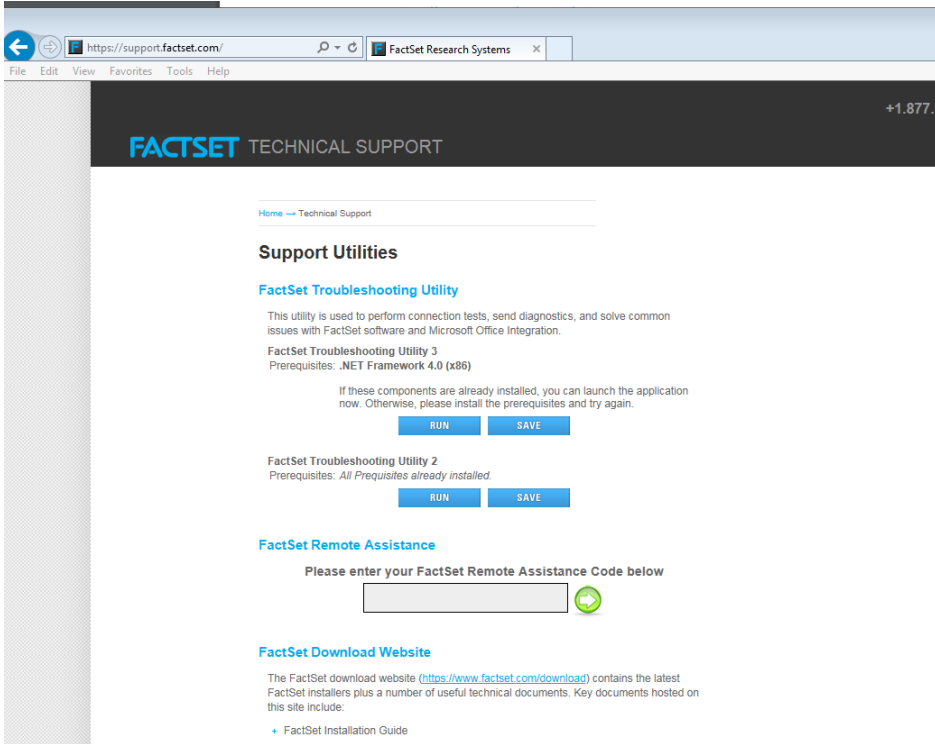 https://support.factset.com/
FactSet Research Systems
File Edit View Favorites Tools Help
+1.877.
FACTSET TECHNICAL SUPPORT
Home → Technical Support
Support Utilities
FactSet Troubleshooting Utility
This utility is used to perform connection tests, send diagnostics, and solve common
issues with FactSet software and Microsoft Office Integration.
FactSet Troubleshooting Utility 3
Prerequisites: .NET Framework 4.0 (x86)
If these components are already installed, you can launch the application
now. Otherwise, please install the prerequisites and try again.
RUN SAVE
FactSet Troubleshooting Utility 2
Prerequisites: All Prequisites already installed.
RUN SAVE
FactSet Remote Assistance
Please enter your FactSet Remote Assistance Code below
FactSet Download Website
The FactSet download website (https://www.factset.com/download) contains the latest
FactSet installers plus a number of useful technical documents. Key documents hosted on
this site include:
+ FactSet Installation Guide